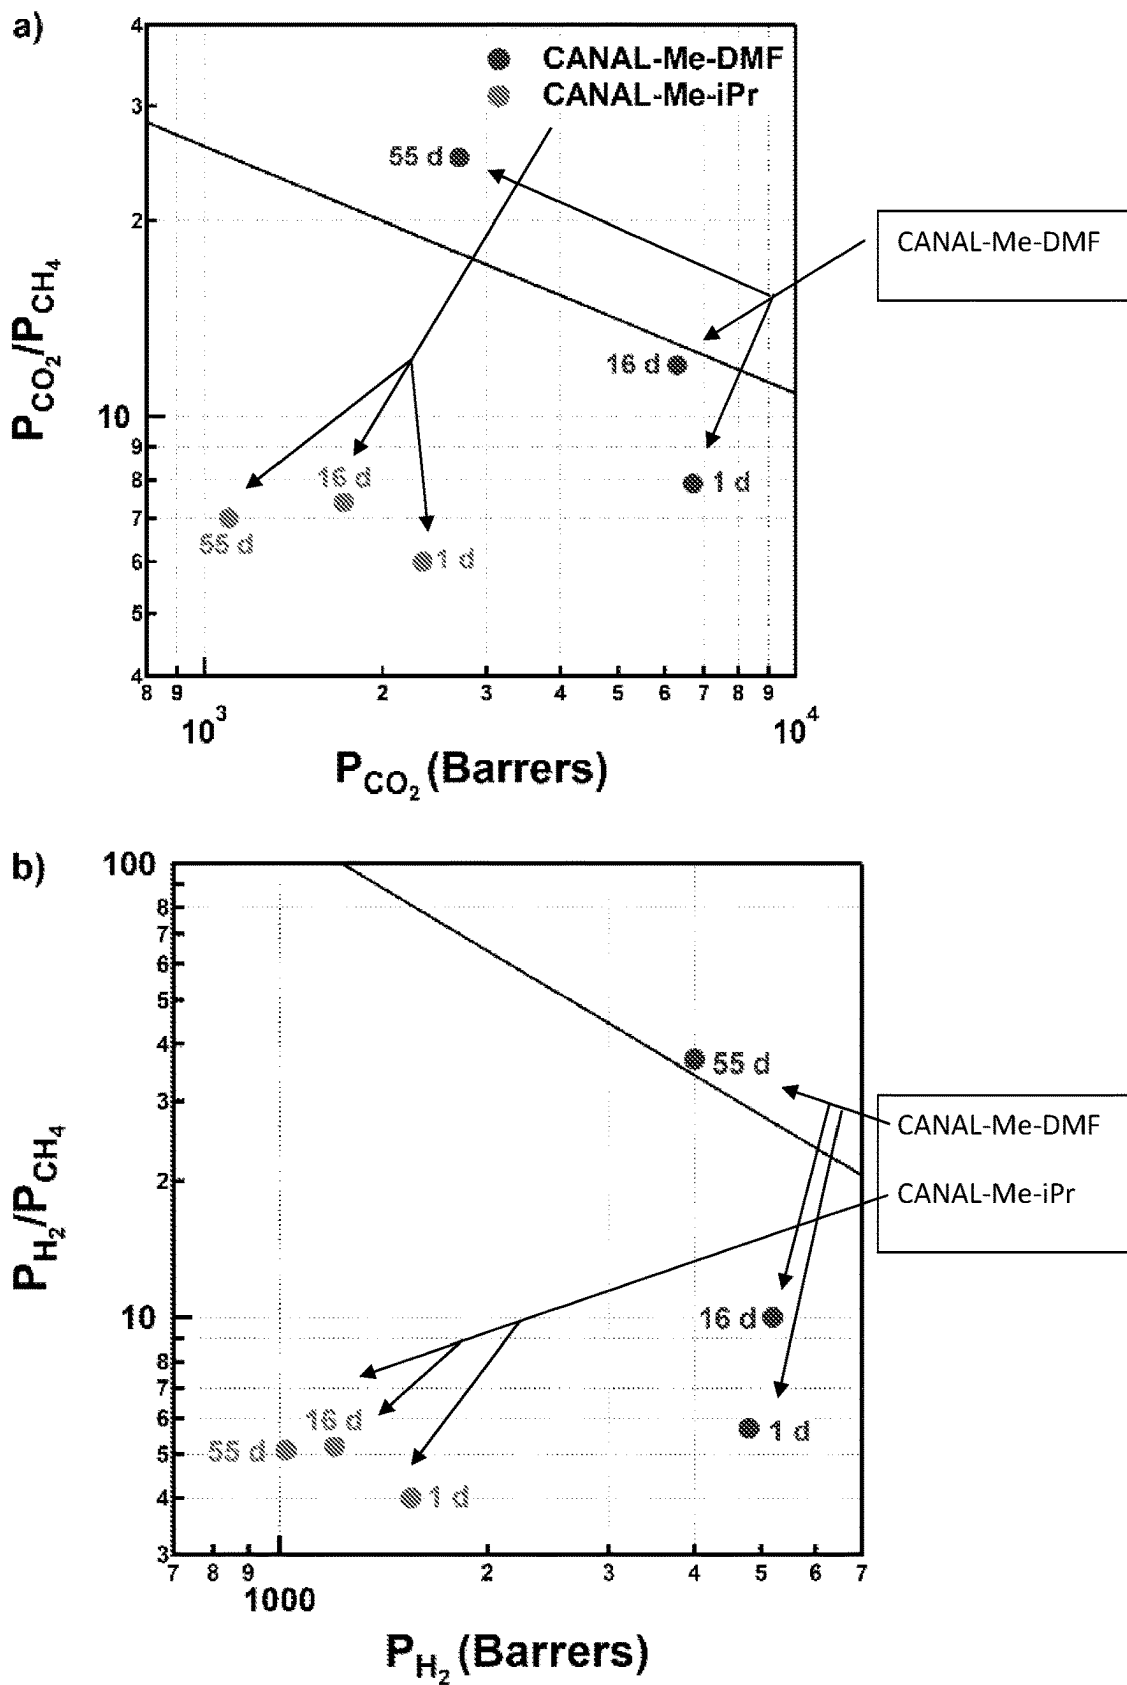 a)
CANAL-Me-DMF
CANAL-Me-iPr
P_CO2/P_CH4
4
3
2
10
9
8
7
6
5
4
55 d
16 d
1 d
16 d
55 d
1 d
CANAL-Me-DMF
8 9 2 3 4 5 6 7 8 9
10^3 10^4
P_CO2 (Barrers)
b)
P_H2/P_CH4
100
8
7
6
5
4
3
2
10
8
7
6
5
4
3
55 d
16 d
1 d
16 d
55 d
1 d
CANAL-Me-DMF
CANAL-Me-iPr
7 8 9 2 3 4 5 6 7
1000
P_H2 (Barrers)